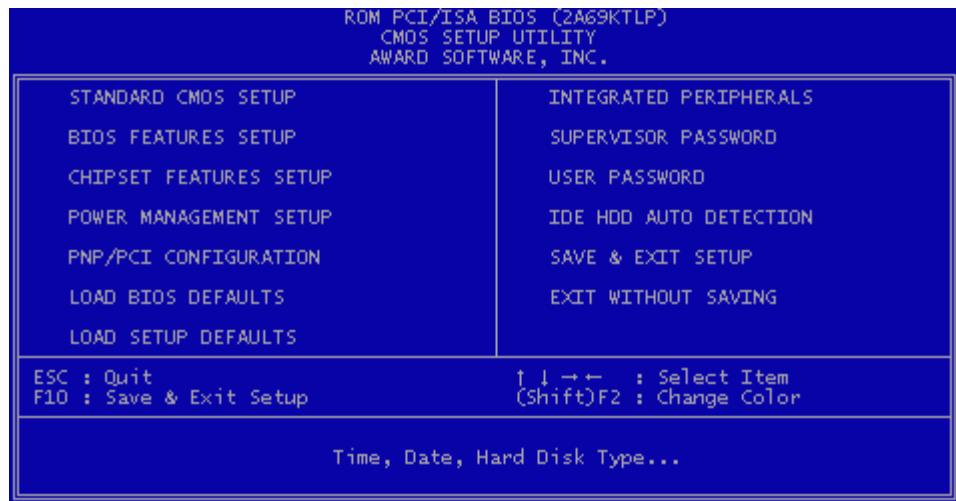 ROM PCI/ISA BIOS (2A69KTLP)
CMOS SETUP UTILITY
AWARD SOFTWARE, INC.
STANDARD CMOS SETUP
BIOS FEATURES SETUP
CHIPSET FEATURES SETUP
POWER MANAGEMENT SETUP
PNP/PCI CONFIGURATION
LOAD BIOS DEFAULTS
LOAD SETUP DEFAULTS
INTEGRATED PERIPHERALS
SUPERVISOR PASSWORD
USER PASSWORD
IDE HDD AUTO DETECTION
SAVE & EXIT SETUP
EXIT WITHOUT SAVING
ESC : Quit
F10 : Save & Exit Setup
↑ ↓ → ← : Select Item
(Shift)F2 : Change Color
Time, Date, Hard Disk Type...